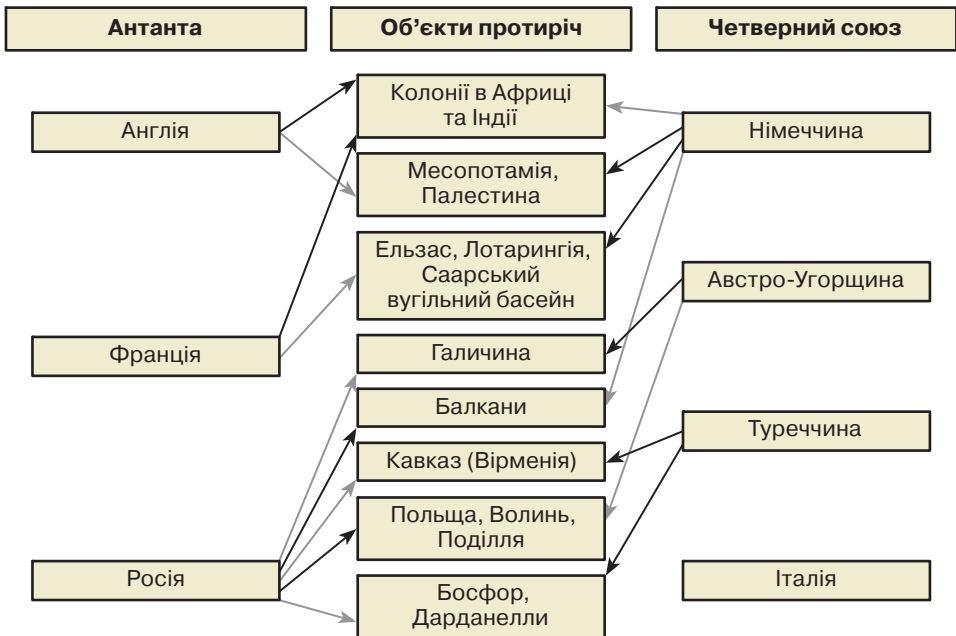 Антанта
Об’єкти протиріч
Четверний союз
Англія
Франція
Росія
Колонії в Африці
та Індії
Месопотамія,
Палестина
Ельзас, Лотарингія,
Саарський
вугільний басейн
Галичина
Балкани
Кавказ (Вірменія)
Польща, Волинь,
Поділля
Босфор,
Дарданелли
Німеччина
Австро-Угорщина
Туреччина
Італія